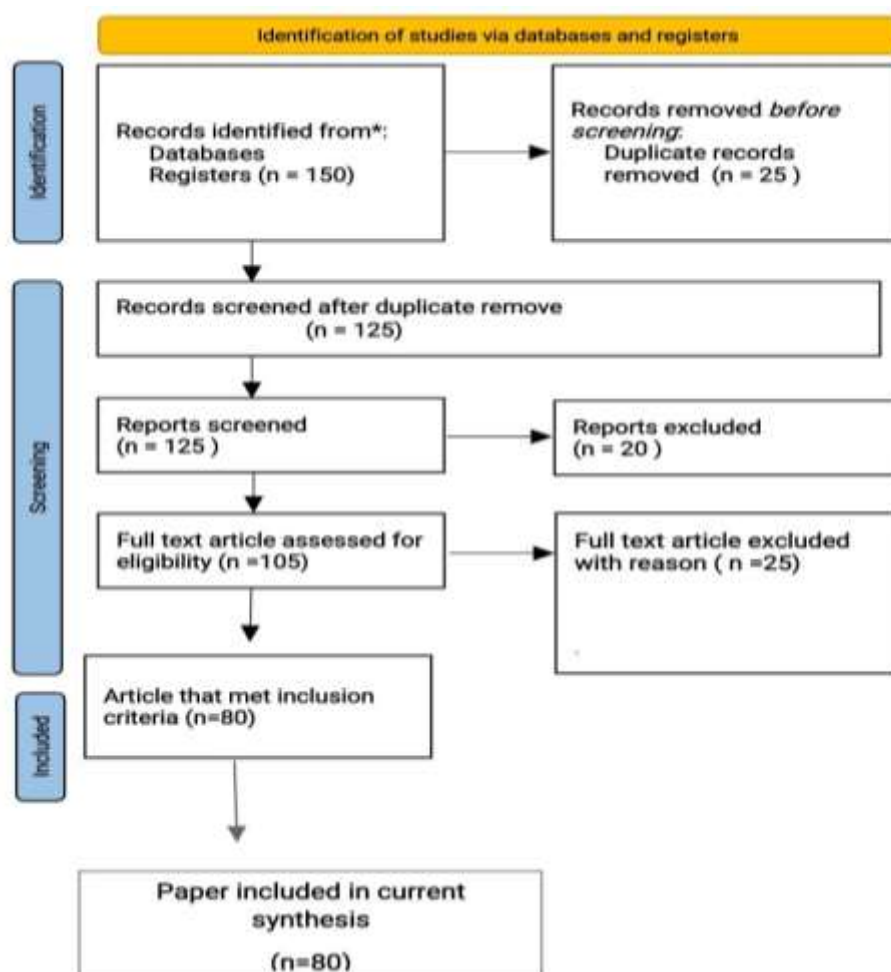 Identification of studies via databases and registers
Identification
Records identified from*:
Databases
Registers (n = 150)
Records removed before
screening:
Duplicate records
removed (n = 25 )
Screening
Records screened after duplicate remove
(n = 125)
Reports screened
(n = 125 )
Reports excluded
(n = 20 )
Full text article assessed for
eligibility (n =105)
Full text article excluded
with reason ( n =25)
.
Included
Article that met inclusion
criteria (n=80)
Paper included in current
synthesis
(n=80)